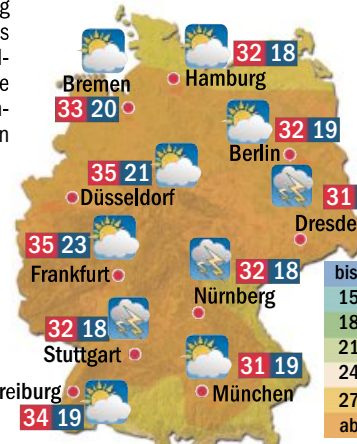 g
s
l-
e
n-
n
32 18
Hamburg
Bremen
33 20
32 19
Berlin
35 21
Düsseldorf
31
Dresde
35 23
Frankfurt
32 18
Nürnberg
32 18
Stuttgart
31 19
München
reiburg
34 19
bis
15
18
21
24
27
ab